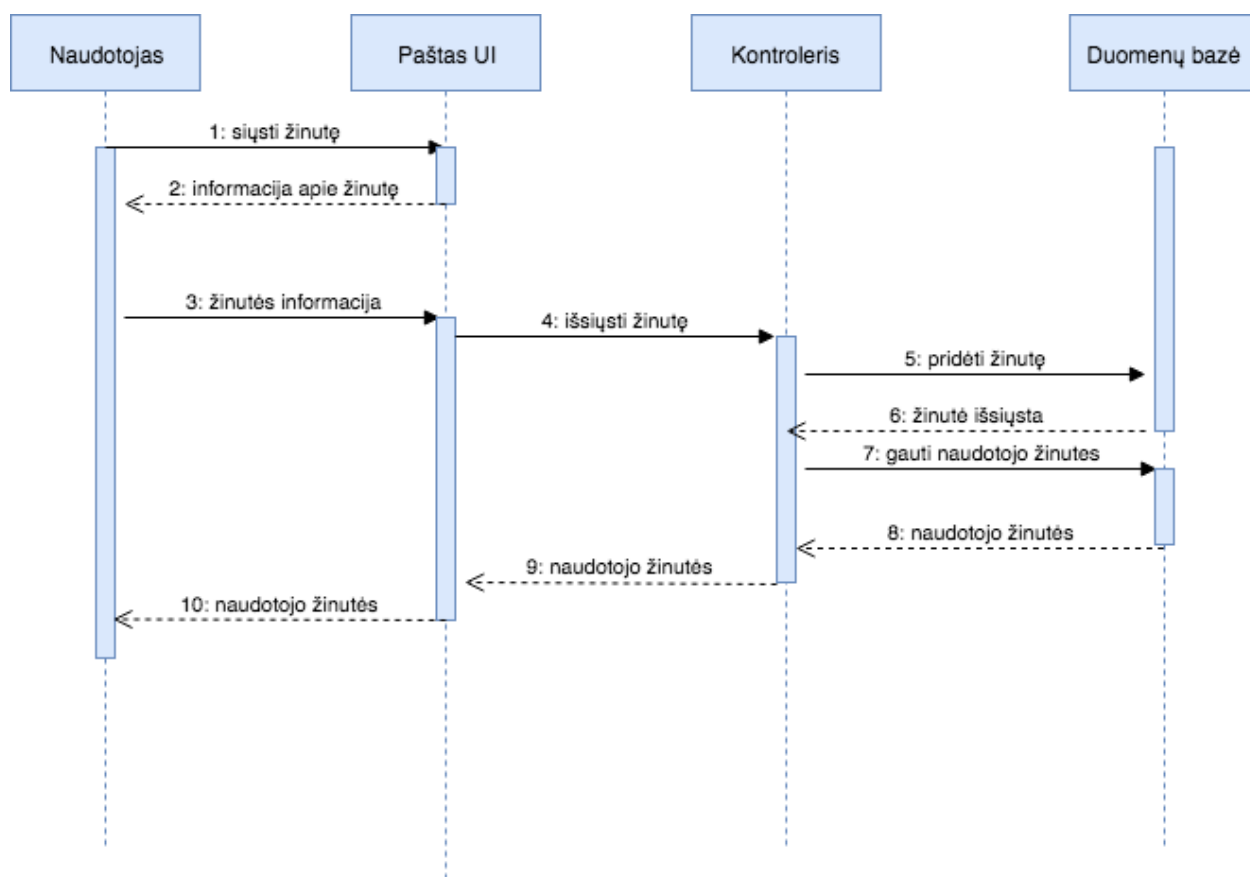 Naudotojas
Paštas UI
Kontroleris
Duomenų bazė
1: siųsti žinutę
2: informacija apie žinutę
3: žinutės informacija
4: išsiųsti žinutę
5: pridėti žinutę
6: žinutė išsiųsta
7: gauti naudotojo žinutes
8: naudotojo žinutės
9: naudotojo žinutės
10: naudotojo žinutės